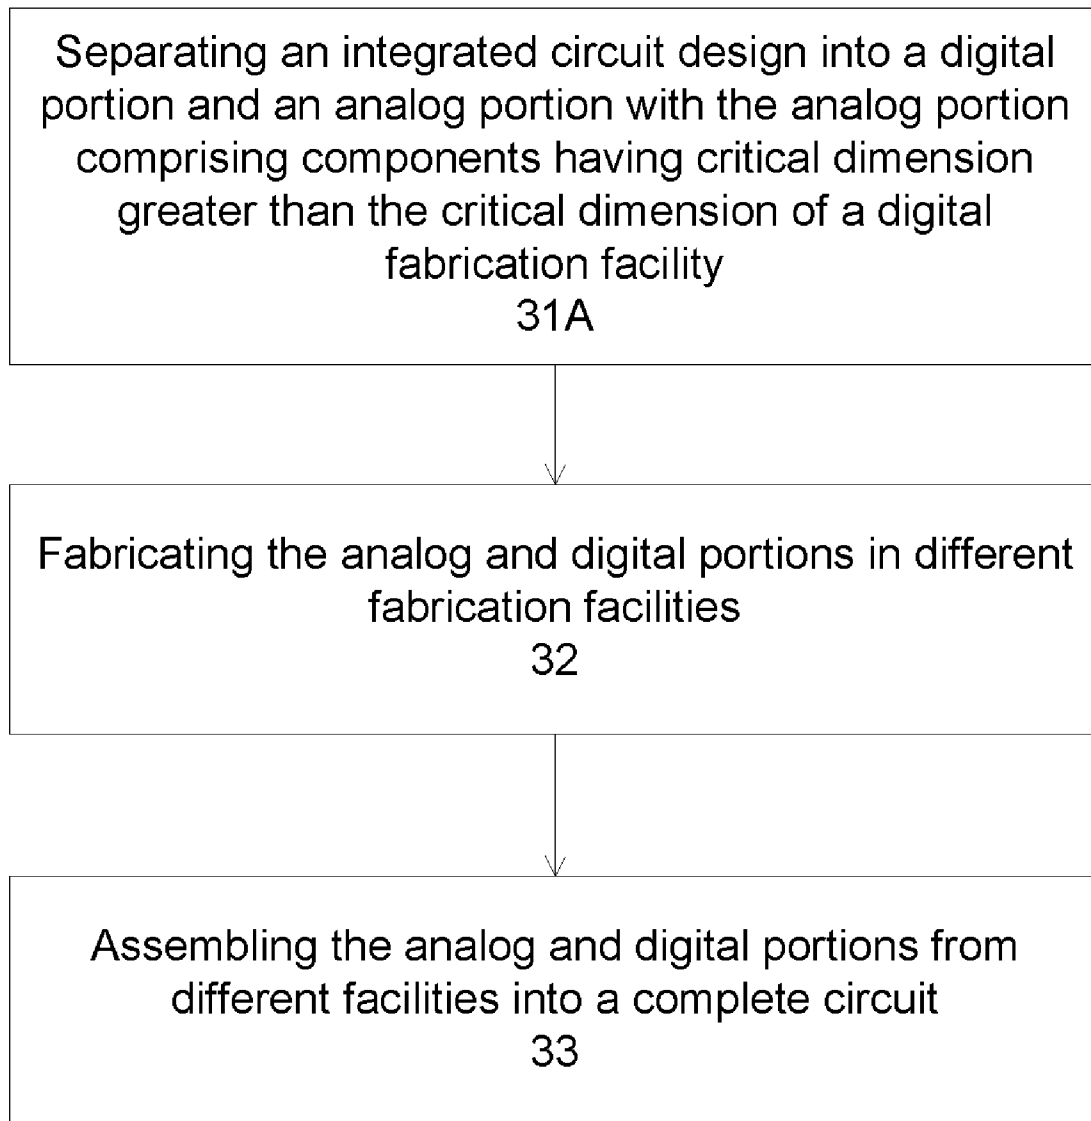 Separating an integrated circuit design into a digital
portion and an analog portion with the analog portion
comprising components having critical dimension
greater than the critical dimension of a digital
fabrication facility
31A
Fabricating the analog and digital portions in different
fabrication facilities
32
Assembling the analog and digital portions from
different facilities into a complete circuit
33